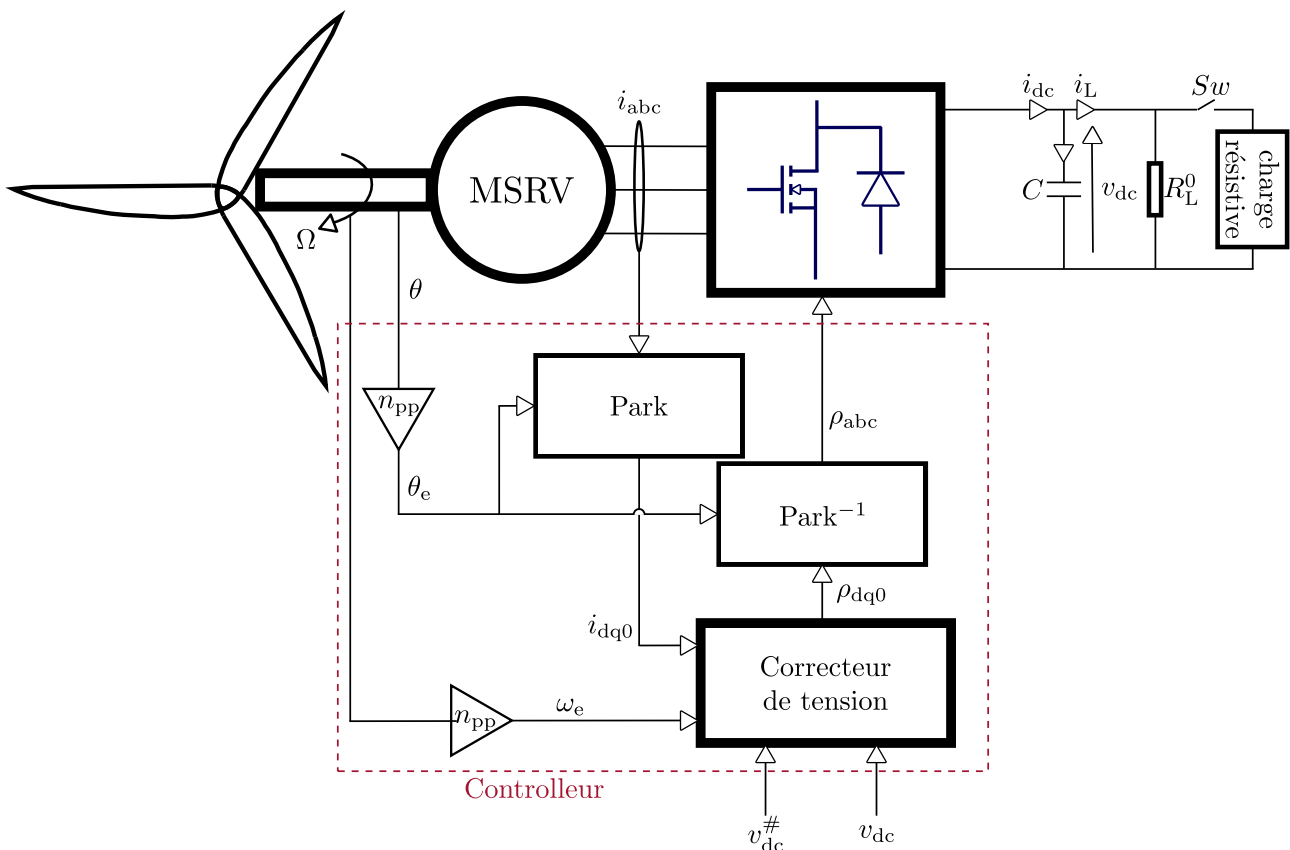 i_abc
i_dc
i_L
Sw
MSRV
C
v_dc
R_L^0
charge
résistive
Ω
θ
n_pp
Park
ρ_abc
θ_e
Park^−1
ρ_dq0
i_dq0
Correcteur
de tension
n_pp
ω_e
Controlleur
v_dc^#
v_dc